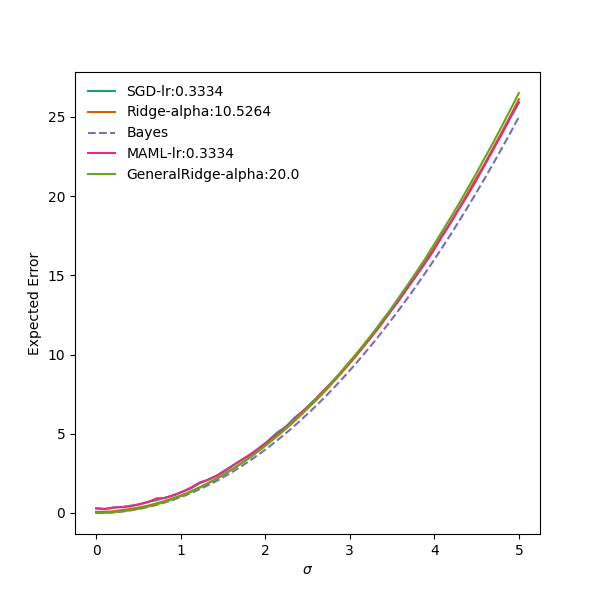 SGD-lr:0.3334
Ridge-alpha:10.5264
Bayes
MAML-lr:0.3334
GeneralRidge-alpha:20.0
Expected Error
25
20
15
10
5
0
0 1 2 3 4 5
σ